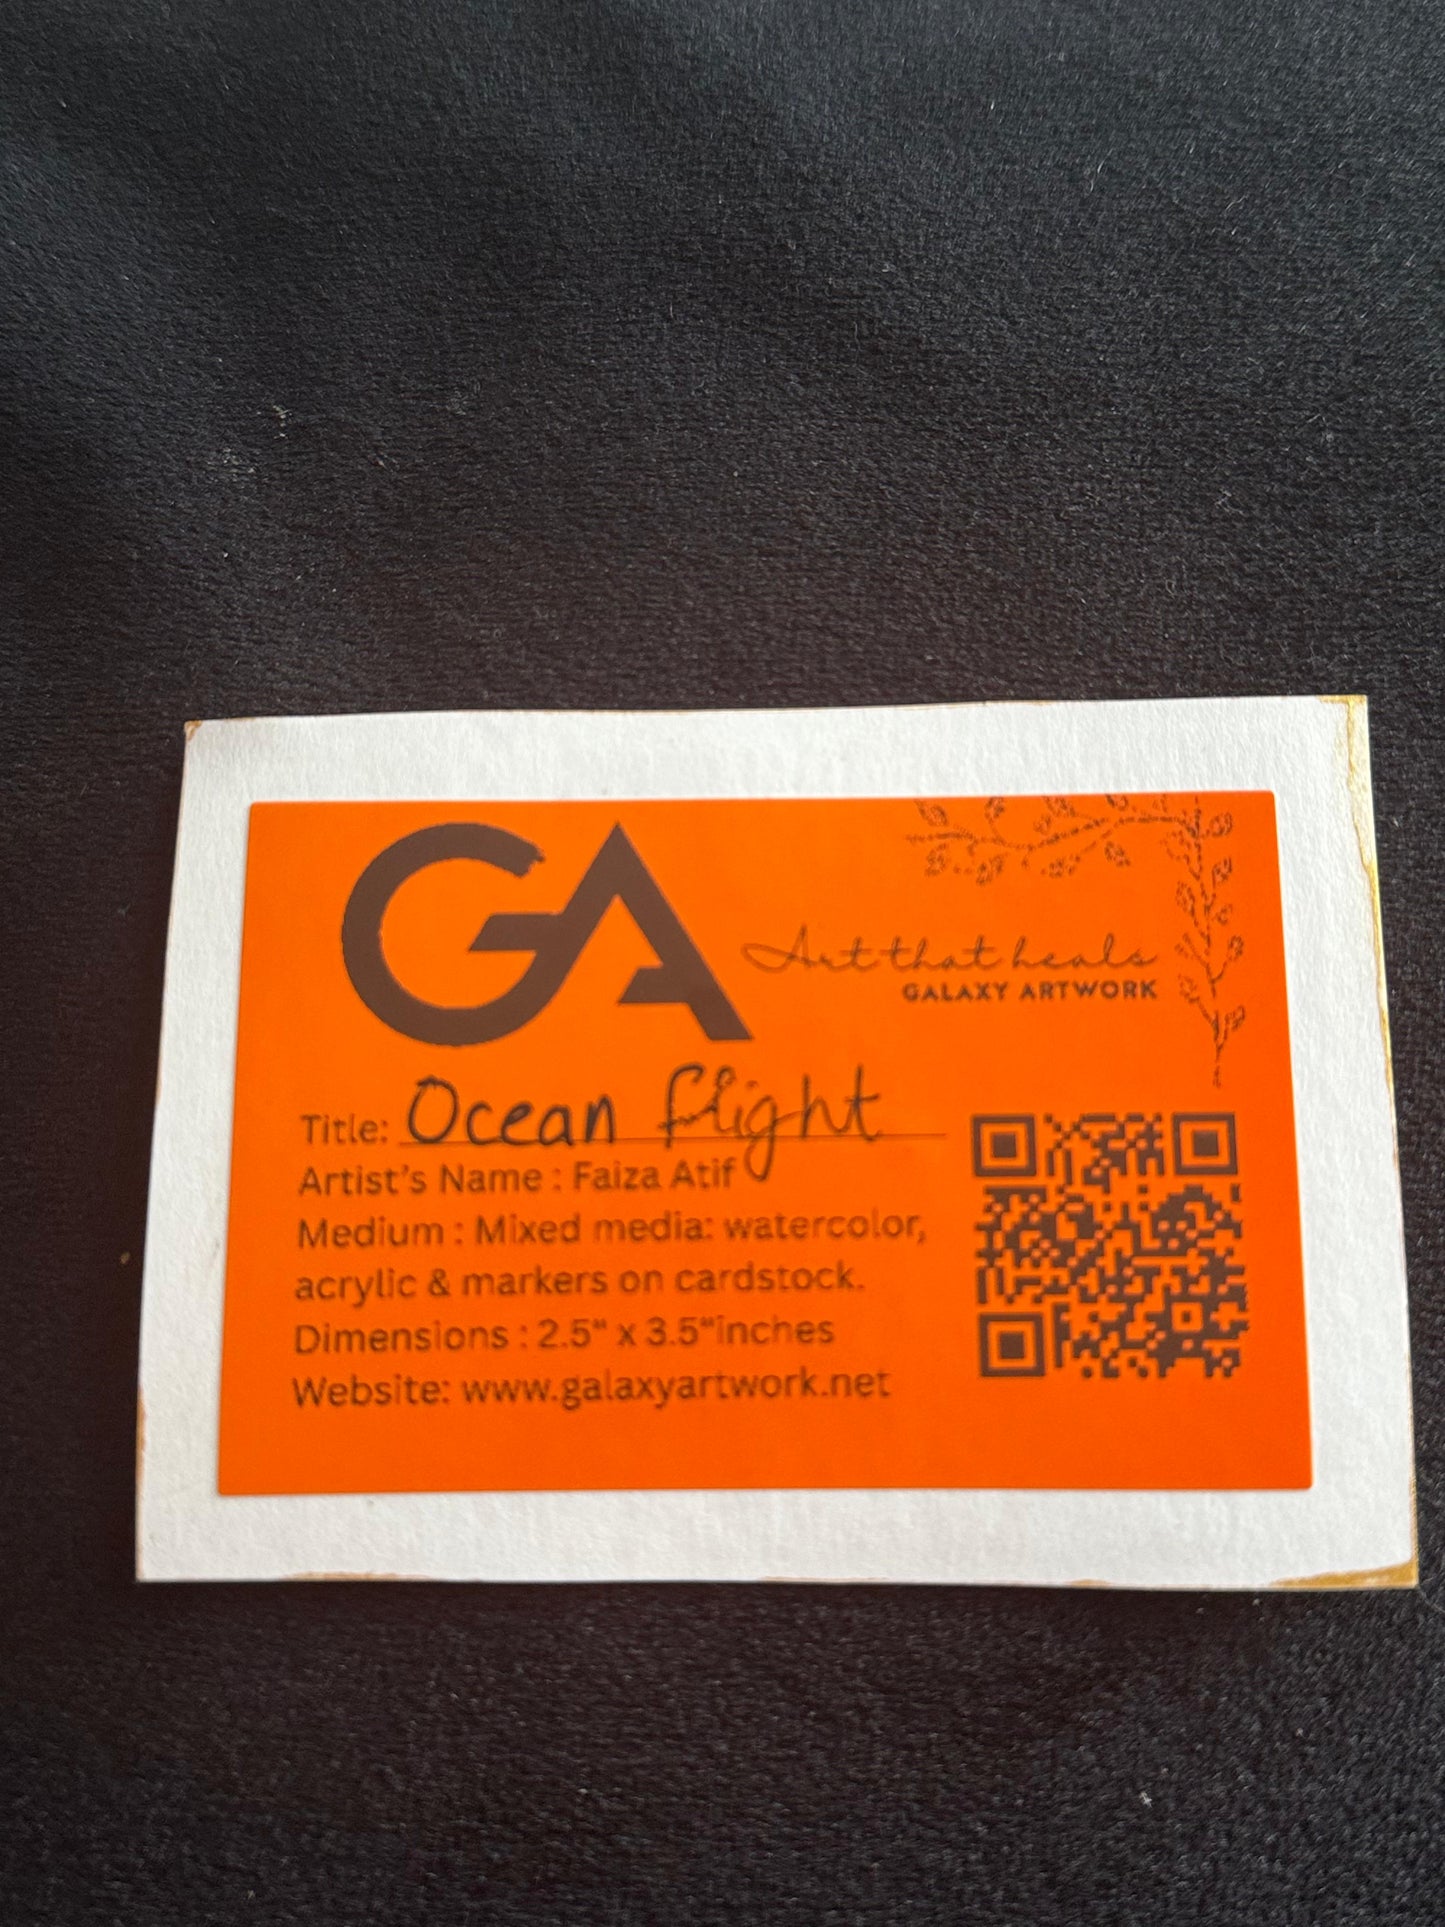 GA
Art that heals
GALAXY ARTWORK
Title: Ocean flight
Artist's Name : Faiza Atif
Medium : Mixed media: watercolor,
acrylic & markers on cardstock.
Dimensions : 2.5" x 3.5"inches
Website: www.galaxyartwork.net